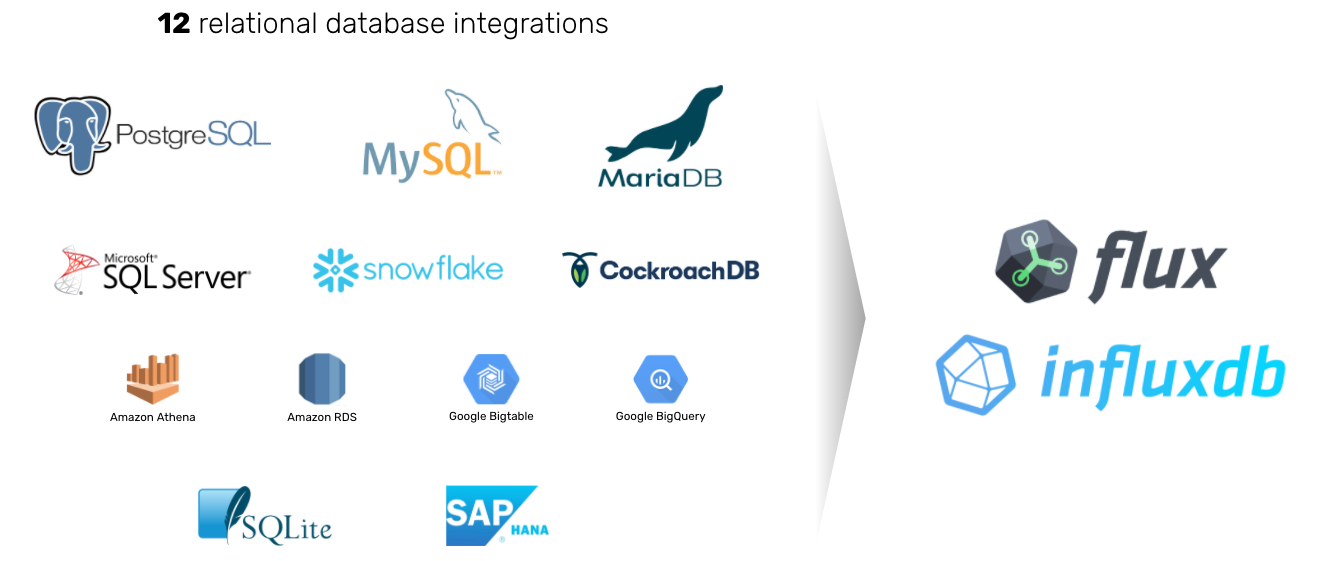 12 relational database integrations
PostgreSQL
MySQL™
MariaDB
Microsoft®
SQL Server®
snowflake
CockroachDB
flux
influxdb
Amazon Athena
Amazon RDS
Google Bigtable
Google BigQuery
SQLite
SAP®
HANA